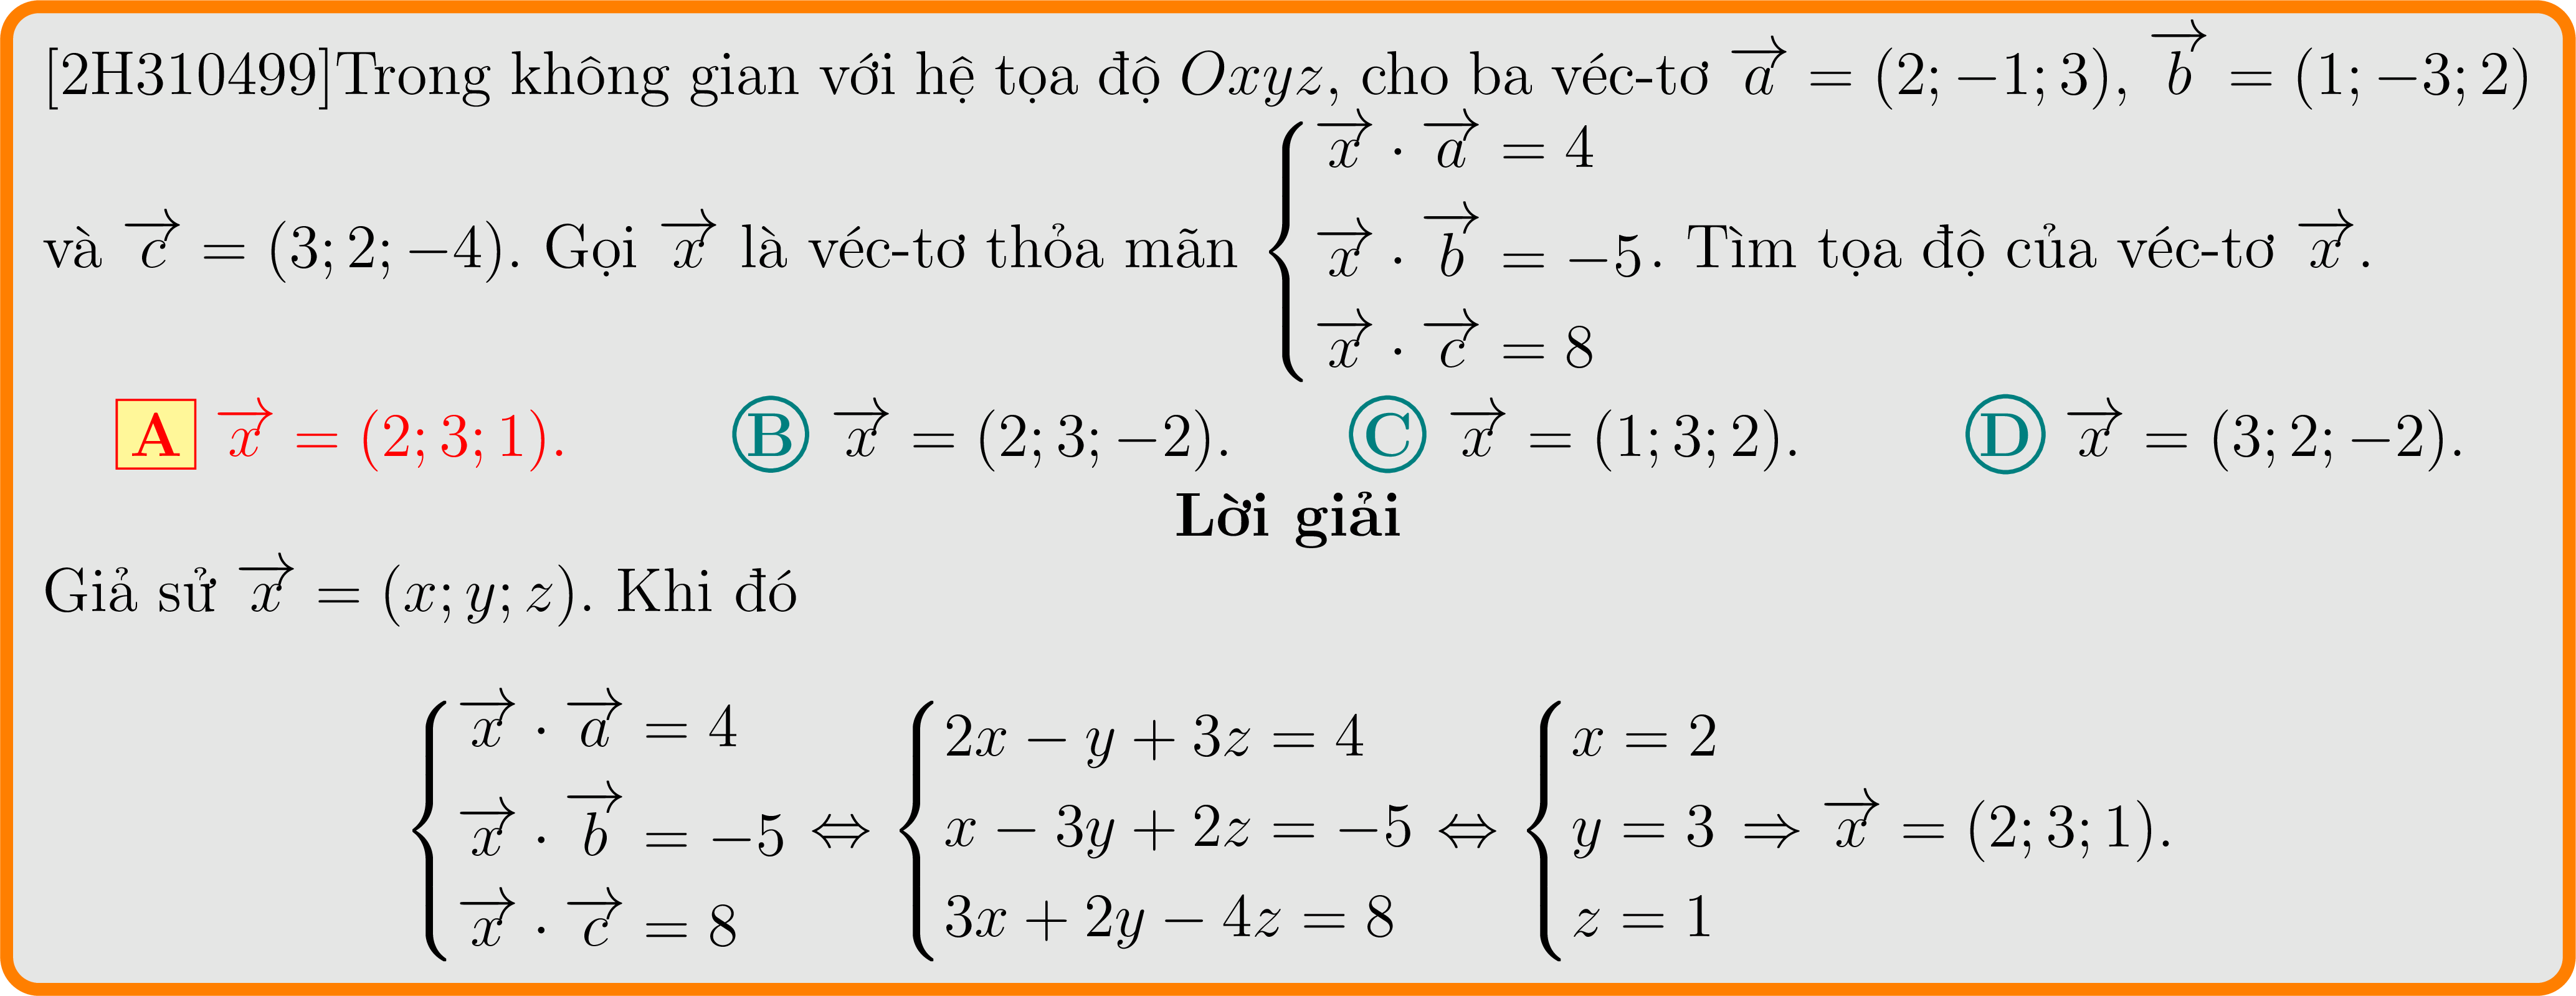 [2H310499]Trong không gian với hệ tọa độ $Oxyz$, cho ba véc-tơ $\overrightarrow{a} = (2; -1; 3)$, $\overrightarrow{b} = (1; -3; 2)$
và $\overrightarrow{c} = (3; 2; -4)$. Gọi $\overrightarrow{x}$ là véc-tơ thỏa mãn $\begin{cases} \overrightarrow{x} \cdot \overrightarrow{a} = 4 \\ \overrightarrow{x} \cdot \overrightarrow{b} = -5 \\ \overrightarrow{x} \cdot \overrightarrow{c} = 8 \end{cases}$. Tìm tọa độ của véc-tơ $\overrightarrow{x}$.
A $\overrightarrow{x} = (2; 3; 1)$. B $\overrightarrow{x} = (2; 3; -2)$. C $\overrightarrow{x} = (1; 3; 2)$. D $\overrightarrow{x} = (3; 2; -2)$.
Lời giải
Giả sử $\overrightarrow{x} = (x; y; z)$. Khi đó
$\begin{cases} \overrightarrow{x} \cdot \overrightarrow{a} = 4 \\ \overrightarrow{x} \cdot \overrightarrow{b} = -5 \\ \overrightarrow{x} \cdot \overrightarrow{c} = 8 \end{cases} \Leftrightarrow \begin{cases} 2x - y + 3z = 4 \\ x - 3y + 2z = -5 \\ 3x + 2y - 4z = 8 \end{cases} \Leftrightarrow \begin{cases} x = 2 \\ y = 3 \\ z = 1 \end{cases} \Rightarrow \overrightarrow{x} = (2; 3; 1).$